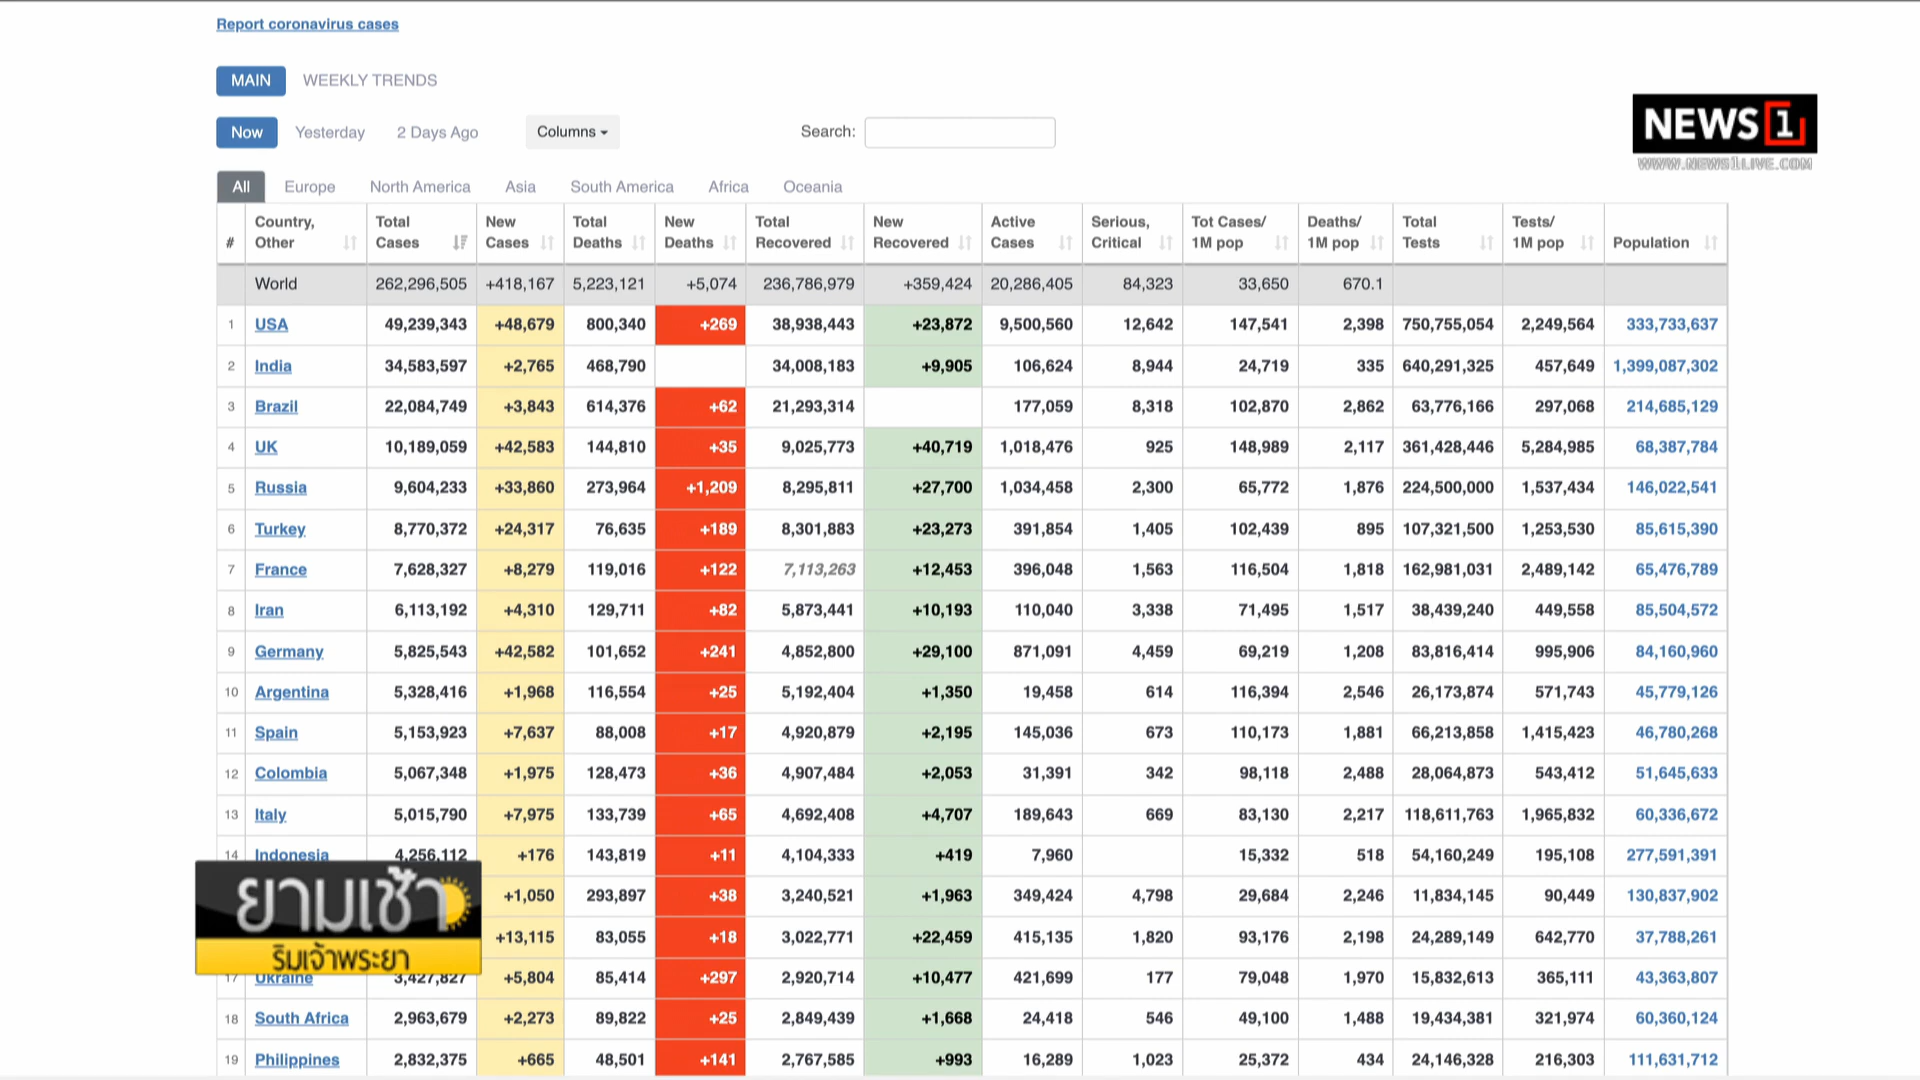 Report coronavirus cases
MAIN WEEKLY TRENDS
Now Yesterday 2 Days Ago Columns Search:
NEWS 1
WWW.NEWS1LIVE.COM
All Europe North America Asia South America Africa Oceania
# Country, Other Total Cases New Cases Total Deaths New Deaths Total Recovered New Recovered Active Cases Serious, Critical Tot Cases/ 1M pop Deaths/ 1M pop Total Tests Tests/ 1M pop Population
World 262,296,505 +418,167 5,223,121 +5,074 236,786,979 +359,424 20,286,405 84,323 33,650 670.1
1 USA 49,239,343 +48,679 800,340 +269 38,938,443 +23,872 9,500,560 12,642 147,541 2,398 750,755,054 2,249,564 333,733,637
2 India 34,583,597 +2,765 468,790 34,008,183 +9,905 106,624 8,944 24,719 335 640,291,325 457,649 1,399,087,302
3 Brazil 22,084,749 +3,843 614,376 +62 21,293,314 177,059 8,318 102,870 2,862 63,776,166 297,068 214,685,129
4 UK 10,189,059 +42,583 144,810 +35 9,025,773 +40,719 1,018,476 925 148,989 2,117 361,428,446 5,284,985 68,387,784
5 Russia 9,604,233 +33,860 273,964 +1,209 8,295,811 +27,700 1,034,458 2,300 65,772 1,876 224,500,000 1,537,434 146,022,541
6 Turkey 8,770,372 +24,317 76,635 +189 8,301,883 +23,273 391,854 1,405 102,439 895 107,321,500 1,253,530 85,615,390
7 France 7,628,327 +8,279 119,016 +122 7,113,263 +12,453 396,048 1,563 116,504 1,818 162,981,031 2,489,142 65,476,789
8 Iran 6,113,192 +4,310 129,711 +82 5,873,441 +10,193 110,040 3,338 71,495 1,517 38,439,240 449,558 85,504,572
9 Germany 5,825,543 +42,582 101,652 +241 4,852,800 +29,100 871,091 4,459 69,219 1,208 83,816,414 995,906 84,160,960
10 Argentina 5,328,416 +1,968 116,554 +25 5,192,404 +1,350 19,458 614 116,394 2,546 26,173,874 571,743 45,779,126
11 Spain 5,153,923 +7,637 88,008 +17 4,920,879 +2,195 145,036 673 110,173 1,881 66,213,858 1,415,423 46,780,268
12 Colombia 5,067,348 +1,975 128,473 +36 4,907,484 +2,053 31,391 342 98,118 2,488 28,064,873 543,412 51,645,633
13 Italy 5,015,790 +7,975 133,739 +65 4,692,408 +4,707 189,643 669 83,130 2,217 118,611,763 1,965,832 60,336,672
14 Indonesia 4,256,112 +176 143,819 +11 4,104,333 +419 7,960 15,332 518 54,160,249 195,108 277,591,391
+1,050 293,897 +38 3,240,521 +1,963 349,424 4,798 29,684 2,246 11,834,145 90,449 130,837,902
+13,115 83,055 +18 3,022,771 +22,459 415,135 1,820 93,176 2,198 24,289,149 642,770 37,788,261
17 Ukraine 3,427,827 +5,804 85,414 +297 2,920,714 +10,477 421,699 177 79,048 1,970 15,832,613 365,111 43,363,807
18 South Africa 2,963,679 +2,273 89,822 +25 2,849,439 +1,668 24,418 546 49,100 1,488 19,434,381 321,974 60,360,124
19 Philippines 2,832,375 +665 48,501 +141 2,767,585 +993 16,289 1,023 25,372 434 24,146,328 216,303 111,631,712
ยามเช้า
ริมเจ้าพระยา